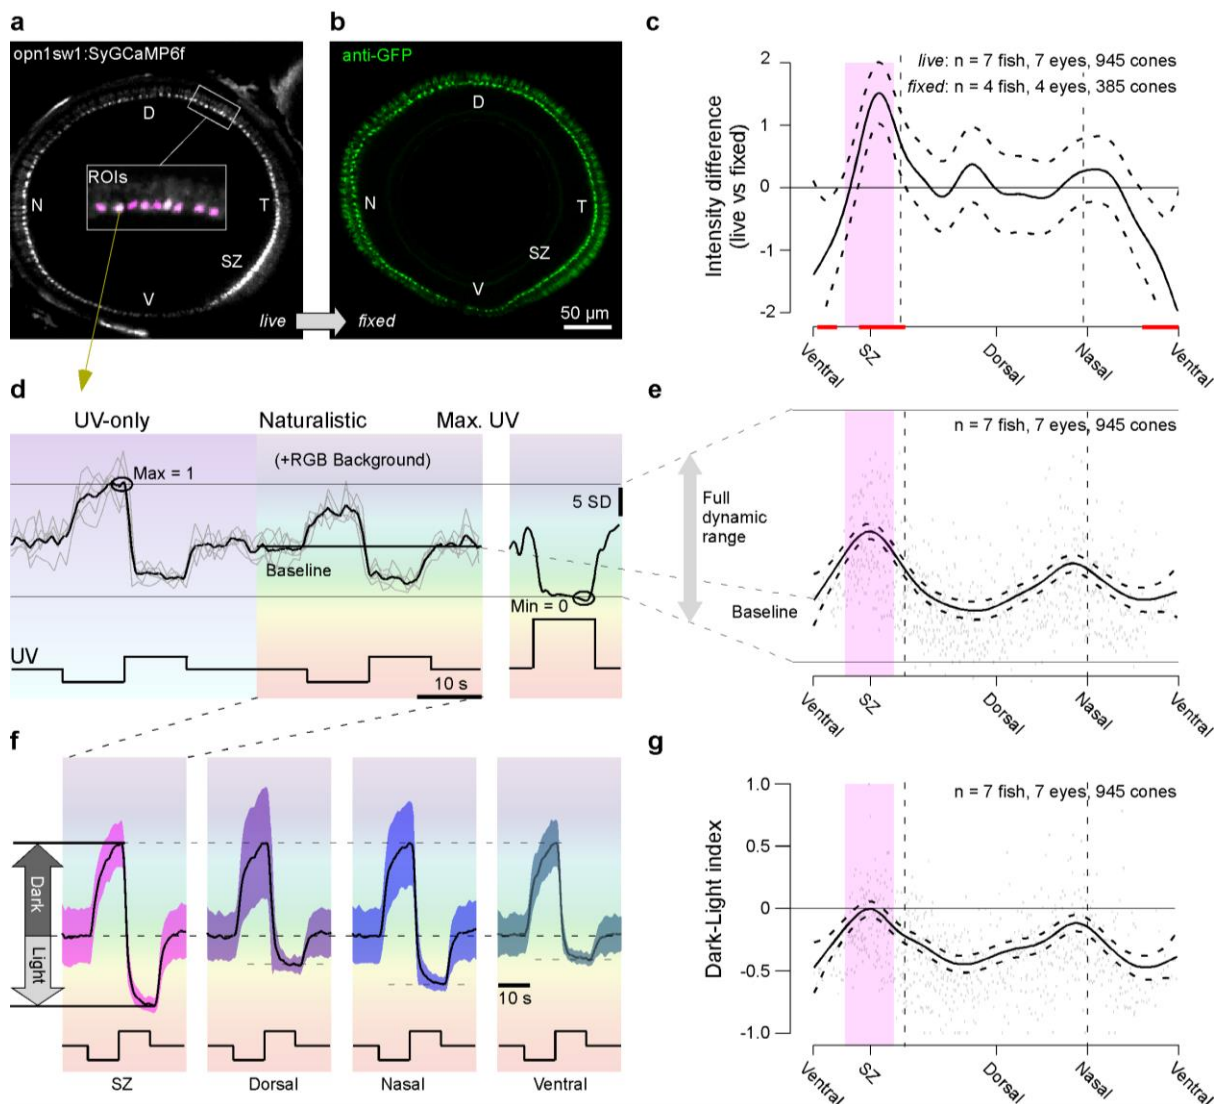 a
opn1sw1:SyGCaMP6f
D
ROIs
N
T
SZ
V
live
b
anti-GFP
D
N
T
SZ
V
fixed
50 µm
c
live: n = 7 fish, 7 eyes, 945 cones
fixed: n = 4 fish, 4 eyes, 385 cones
Intensity difference
(live vs fixed)
2
1
0
-1
-2
Ventral
SZ
Dorsal
Nasal
Ventral
d
UV-only
Naturalistic
Max. UV
(+RGB Background)
Max = 1
5 SD
Baseline
Min = 0
UV
10 s
e
n = 7 fish, 7 eyes, 945 cones
Full
dynamic
range
Baseline
Ventral
SZ
Dorsal
Nasal
Ventral
f
Dark
Light
10 s
SZ
Dorsal
Nasal
Ventral
g
n = 7 fish, 7 eyes, 945 cones
Dark-Light index
1.0
0.5
0
-0.5
-1.0
Ventral
SZ
Dorsal
Nasal
Ventral